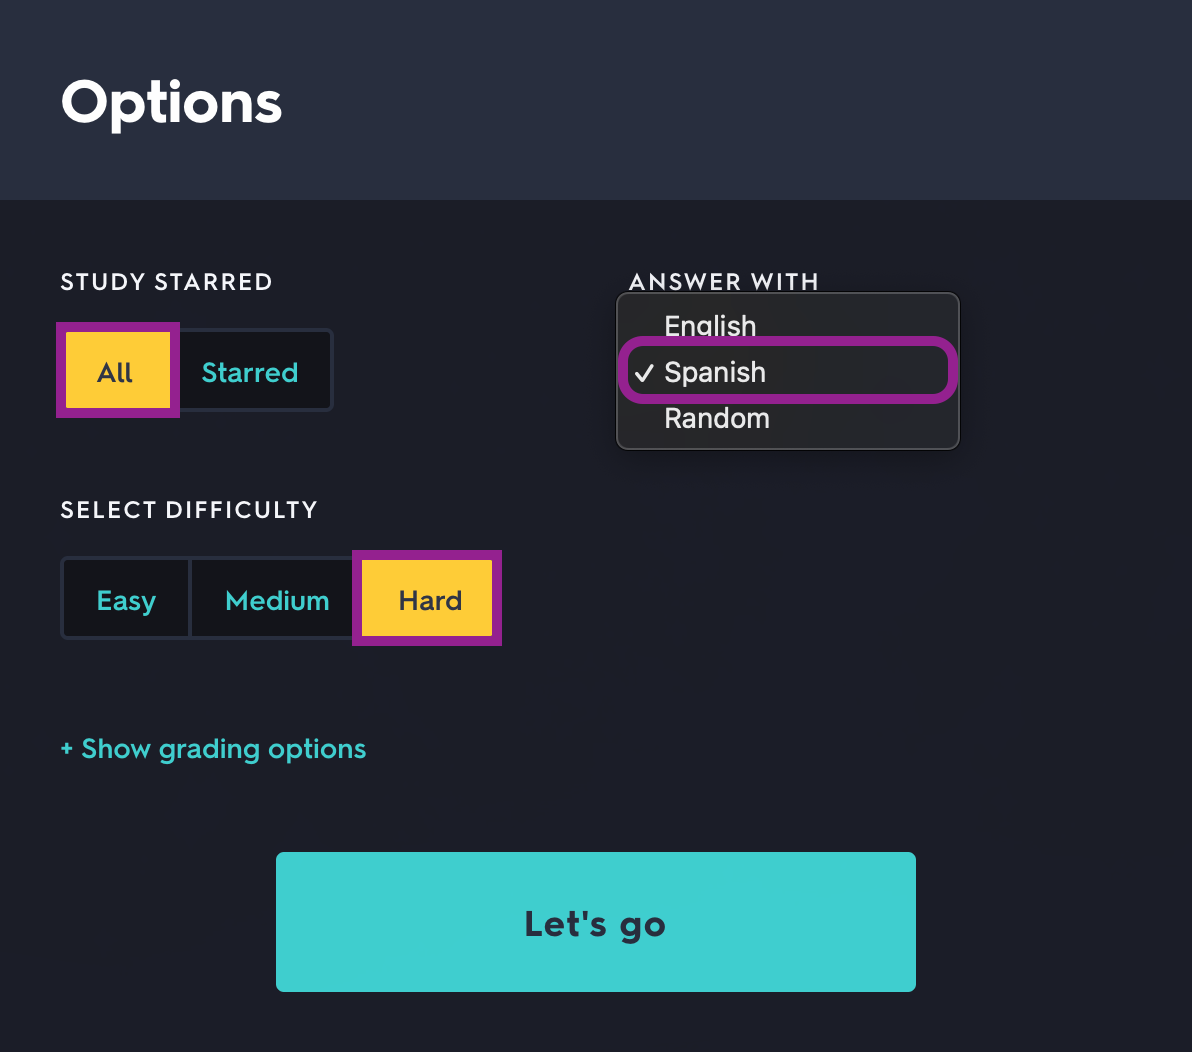 Options
STUDY STARRED
All Starred
ANSWER WITH
English
✓ Spanish
Random
SELECT DIFFICULTY
Easy Medium Hard
+ Show grading options
Let's go